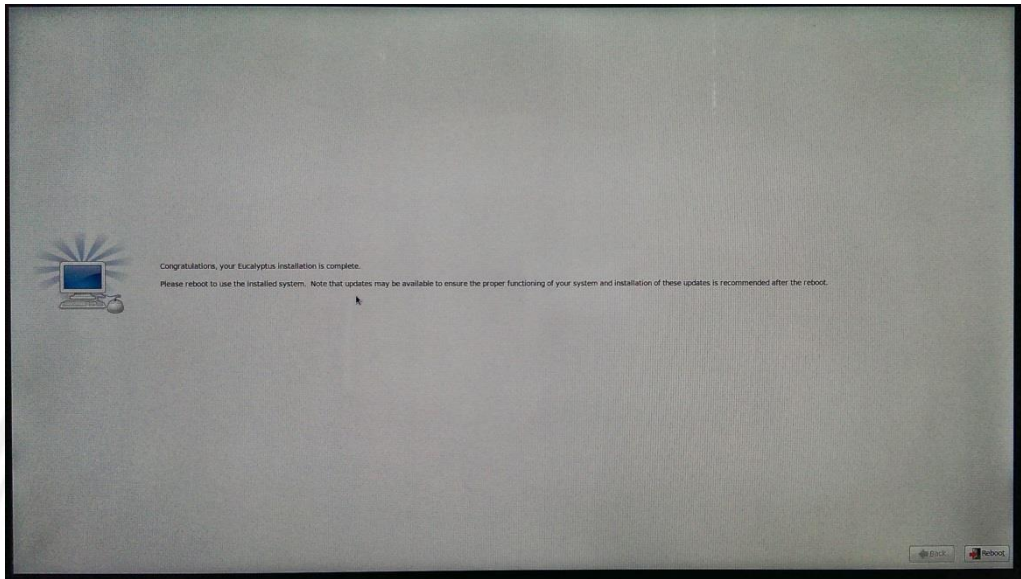 Congratulations, your Eucalyptus installation is complete.
Please reboot to use the installed system.  Note that updates may be available to ensure the proper functioning of your system and installation of these updates is recommended after the reboot.
Back
Reboot